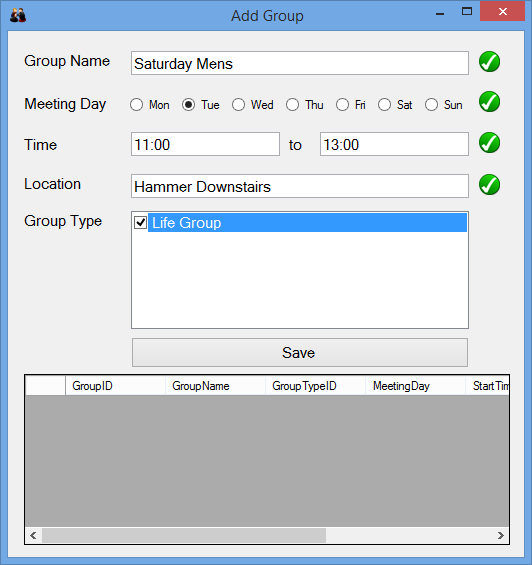 Add Group
Group Name Saturday Mens
Meeting Day Mon Tue Wed Thu Fri Sat Sun
Time 11:00 to 13:00
Location Hammer Downstairs
Group Type Life Group
Save
GroupID GroupName GroupTypeID MeetingDay StartTim